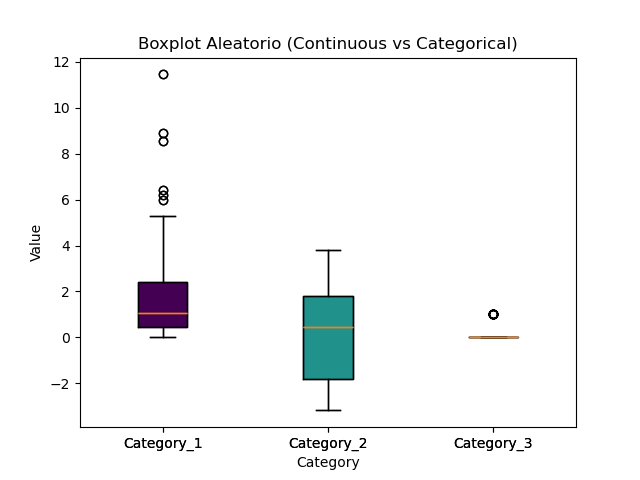 Boxplot Aleatorio (Continuous vs Categorical)
12
10
8
6
4
2
0
−2
Value
Category_1 Category_2 Category_3
Category